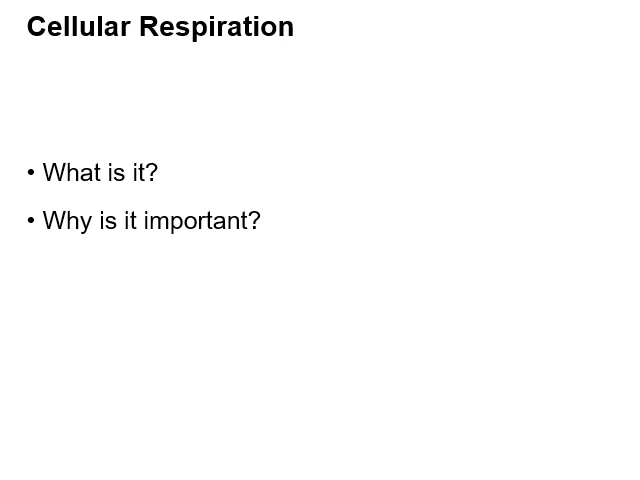 Cellular Respiration
• What is it?
• Why is it important?